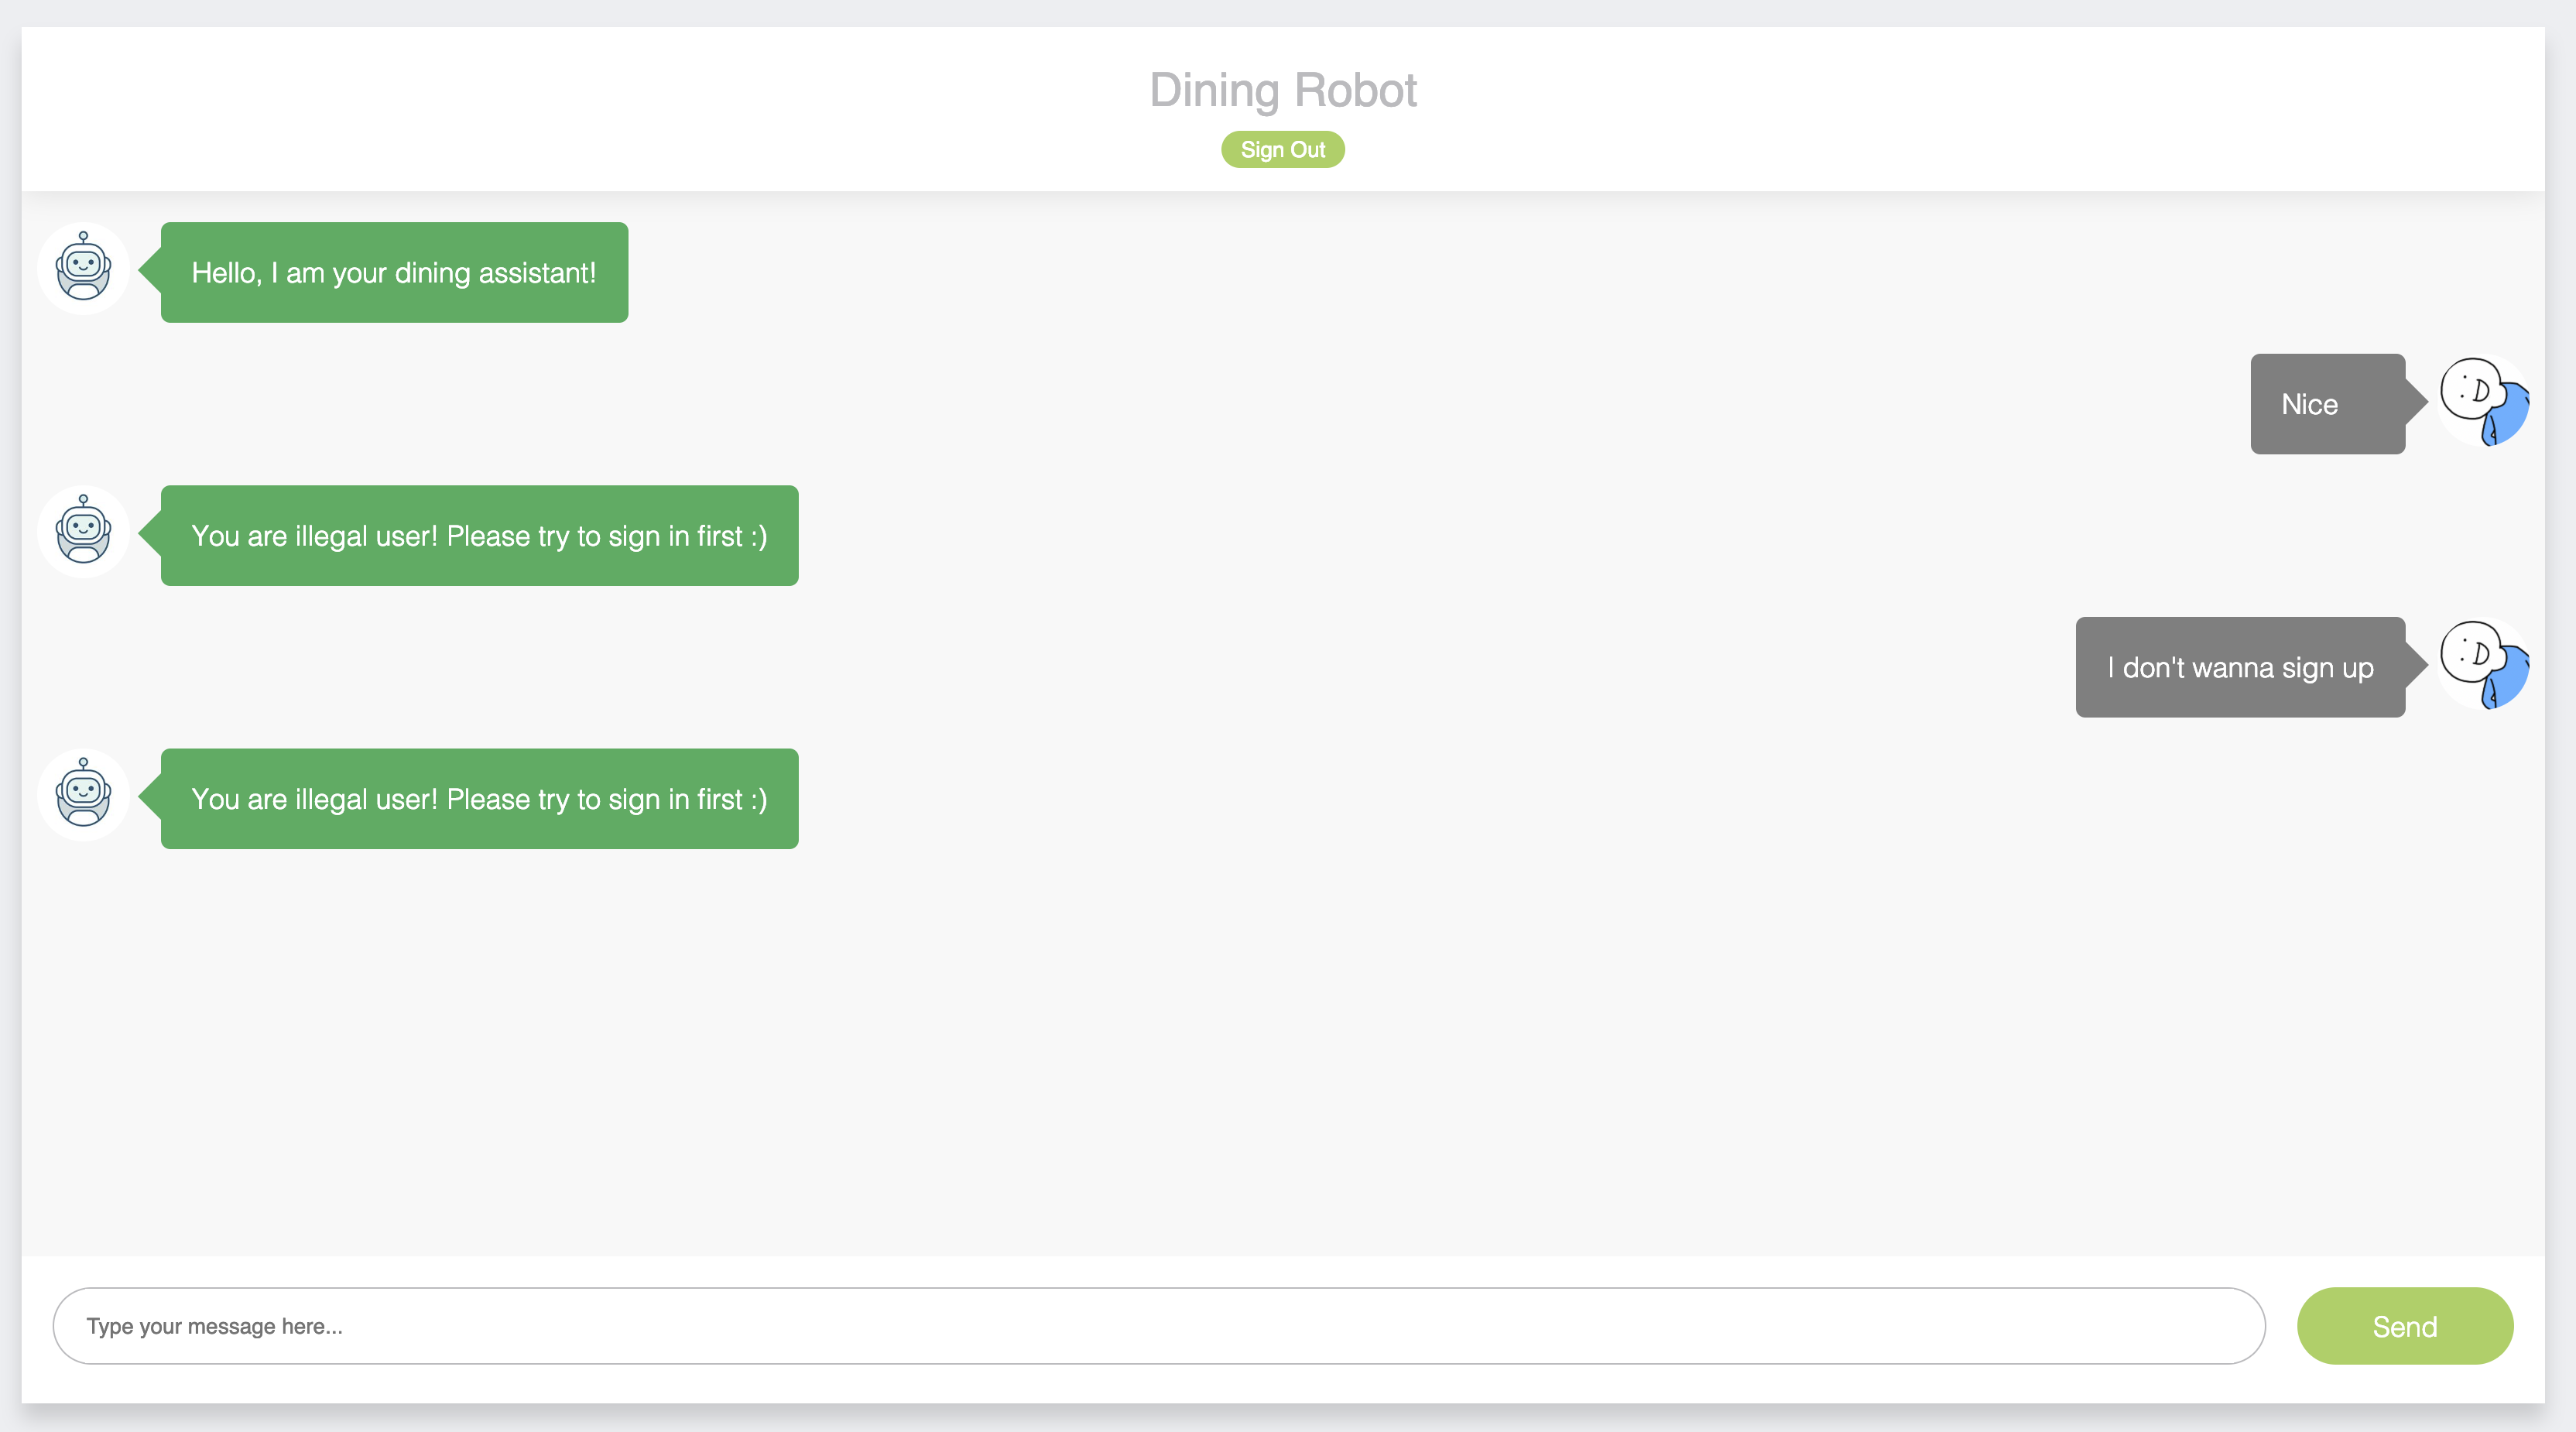 Dining Robot
Sign Out
Hello, I am your dining assistant!
Nice
You are illegal user! Please try to sign in first :)
I don't wanna sign up
You are illegal user! Please try to sign in first :)
Type your message here...
Send